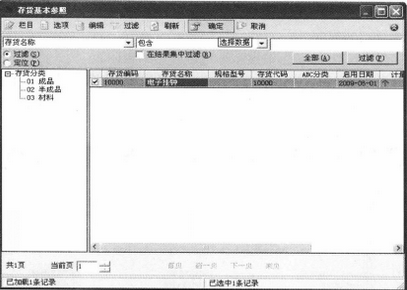 存货基本参照
栏目 选项 编辑 过滤 刷新 确定 取消
存货名称 包含 选择数据
过滤(L) 在结果集中过滤(N) 全部(A) 过滤(F)
定位(P)
存货分类
01 成品
02 半成品
03 材料
存货编码 存货名称 规格型号 存货代码 ABC分类 启用日期 计量
10000 电子挂钟 10000 2009-06-01 个
共1页 当前页 1 首页 前一页 下一页 末页
已加载1条记录 已选中1条记录